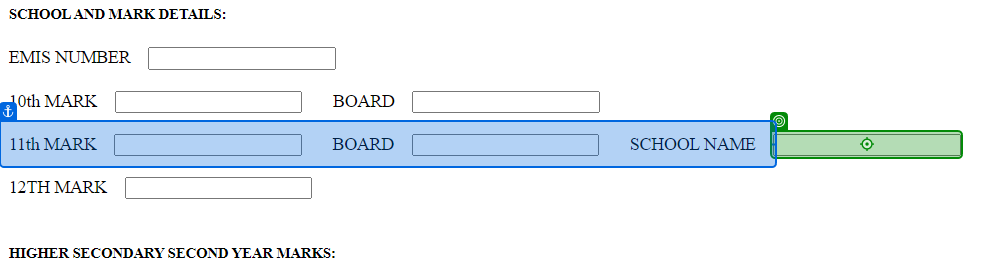 SCHOOL AND MARK DETAILS:
EMIS NUMBER
10th MARK BOARD
11th MARK BOARD SCHOOL NAME
12TH MARK
HIGHER SECONDARY SECOND YEAR MARKS: